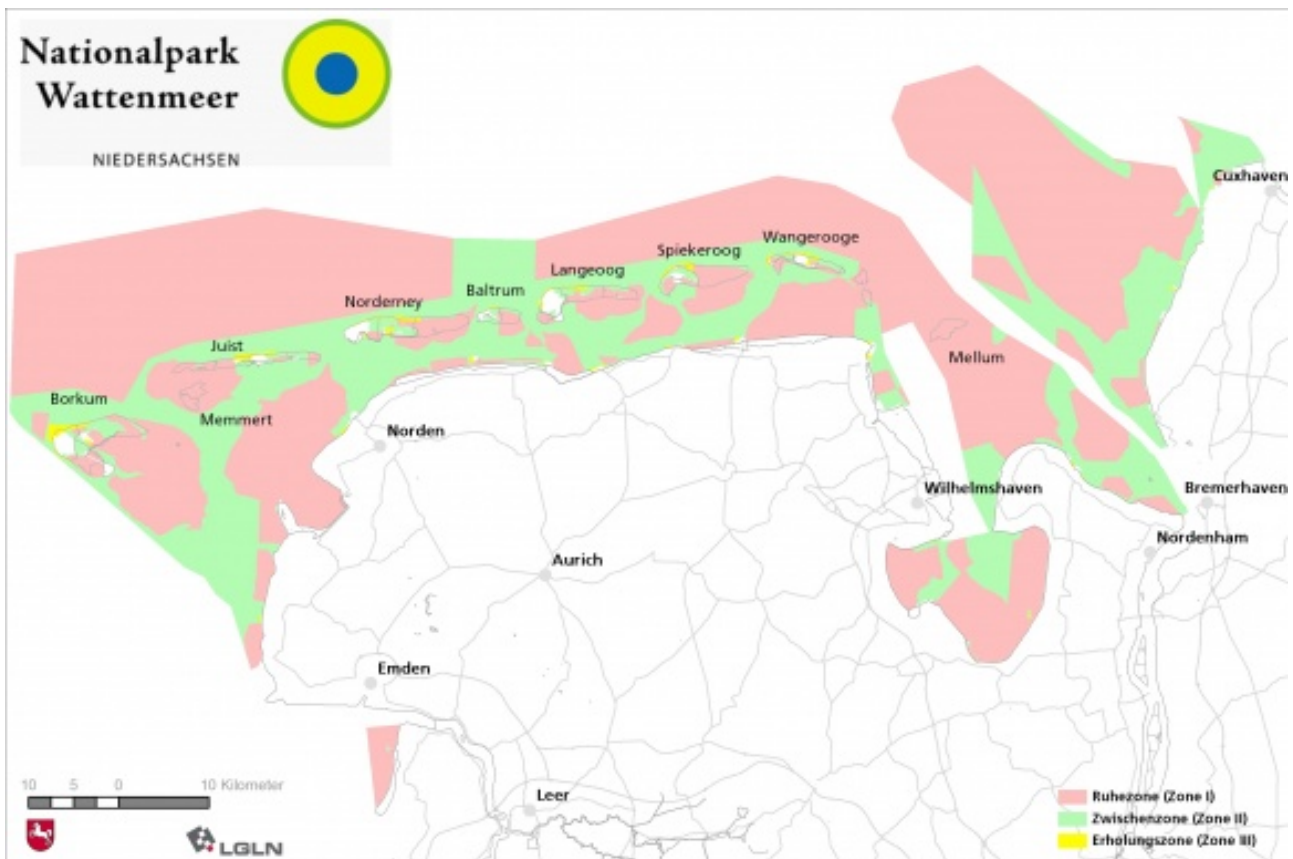 Nationalpark
Wattenmeer
NIEDERSACHSEN
Cuxhaven
Wangerooge
Spiekeroog
Langeoog
Baltrum
Norderney
Juist
Mellum
Borkum
Memmert
Norden
Wilhelmshaven
Bremerhaven
Nordenham
Aurich
Emden
10 5 0 10 Kilometer
Leer
Ruhezone (Zone I)
Zwischenzone (Zone II)
Erholungszone (Zone III)
LGLN